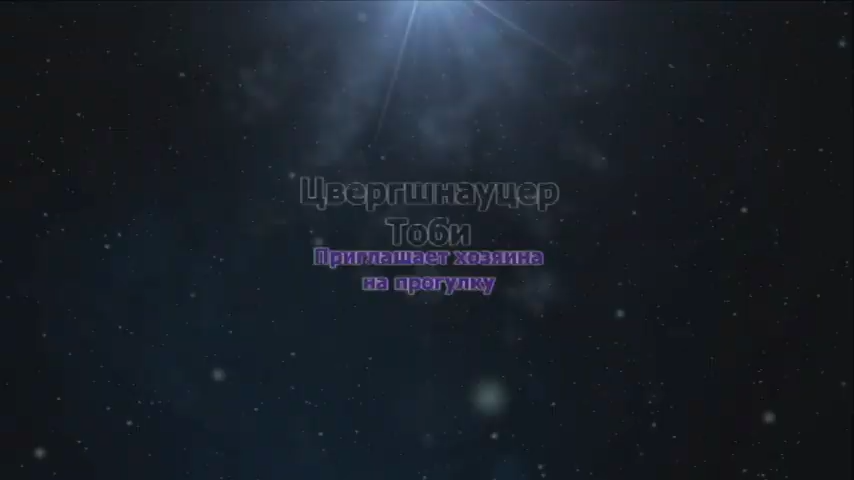 Цвергшнауцер
Тоби
Приглашает хозяина
на прогулку